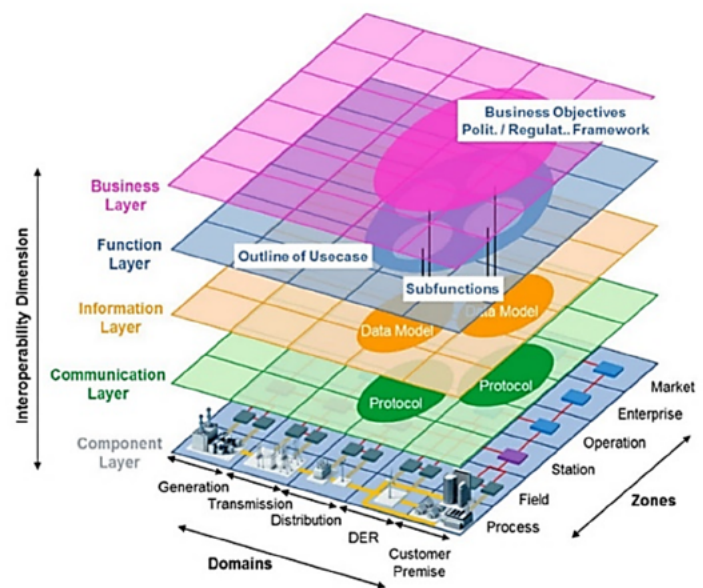 Business Objectives
Polit. / Regulat.. Framework
Business
Layer
Function
Layer
Outline of Usecase
Subfunctions
Information
Layer
Data Model
Data Model
Communication
Layer
Protocol
Protocol
Component
Layer
Interoperability Dimension
Generation
Transmission
Distribution
DER
Customer
Premise
Domains
Market
Enterprise
Operation
Station
Field
Process
Zones